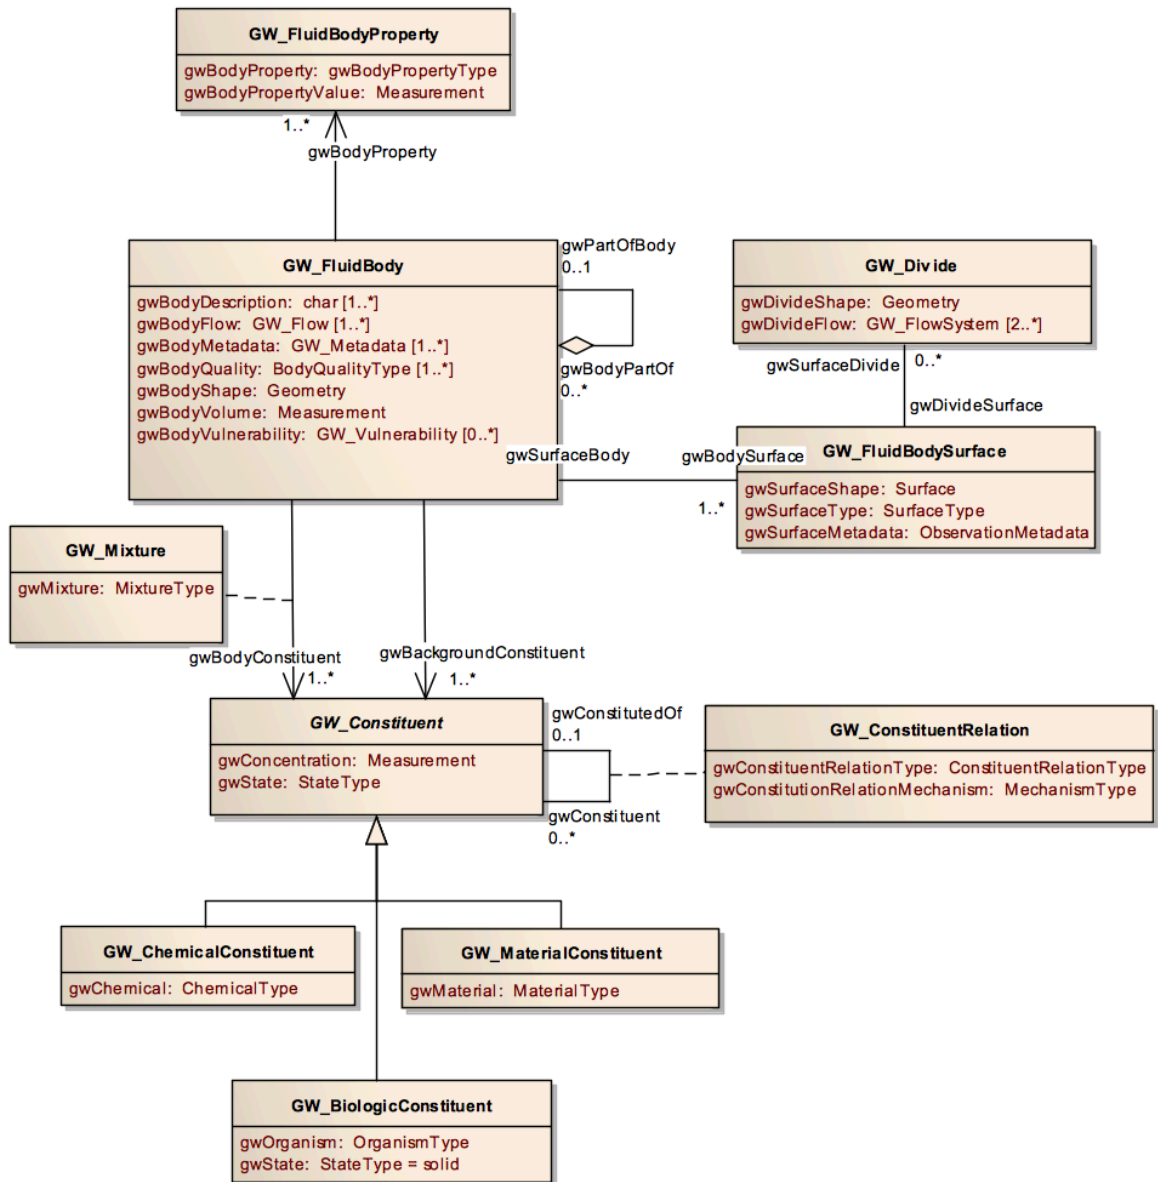 GW_FluidBodyProperty
gwBodyProperty: gwBodyPropertyType
gwBodyPropertyValue: Measurement
1..*
gwBodyProperty
GW_FluidBody
gwBodyDescription: char [1..*]
gwBodyFlow: GW_Flow [1..*]
gwBodyMetadata: GW_Metadata [1..*]
gwBodyQuality: BodyQualityType [1..*]
gwBodyShape: Geometry
gwBodyVolume: Measurement
gwBodyVulnerability: GW_Vulnerability [0..*]
gwPartOfBody
0..1
gwBodyPartOf
0..*
GW_Divide
gwDivideShape: Geometry
gwDivideFlow: GW_FlowSystem [2..*]
gwSurfaceDivide
0..*
gwDivideSurface
gwSurfaceBody
gwBodySurface
1..*
GW_FluidBodySurface
gwSurfaceShape: Surface
gwSurfaceType: SurfaceType
gwSurfaceMetadata: ObservationMetadata
GW_Mixture
gwMixture: MixtureType
gwBodyConstituent
1..*
gwBackgroundConstituent
1..*
GW_Constituent
gwConcentration: Measurement
gwState: StateType
gwConstitutedOf
0..1
gwConstituent
0..*
GW_ConstituentRelation
gwConstituentRelationType: ConstituentRelationType
gwConstitutionRelationMechanism: MechanismType
GW_ChemicalConstituent
gwChemical: ChemicalType
GW_MaterialConstituent
gwMaterial: MaterialType
GW_BiologicConstituent
gwOrganism: OrganismType
gwState: StateType = solid